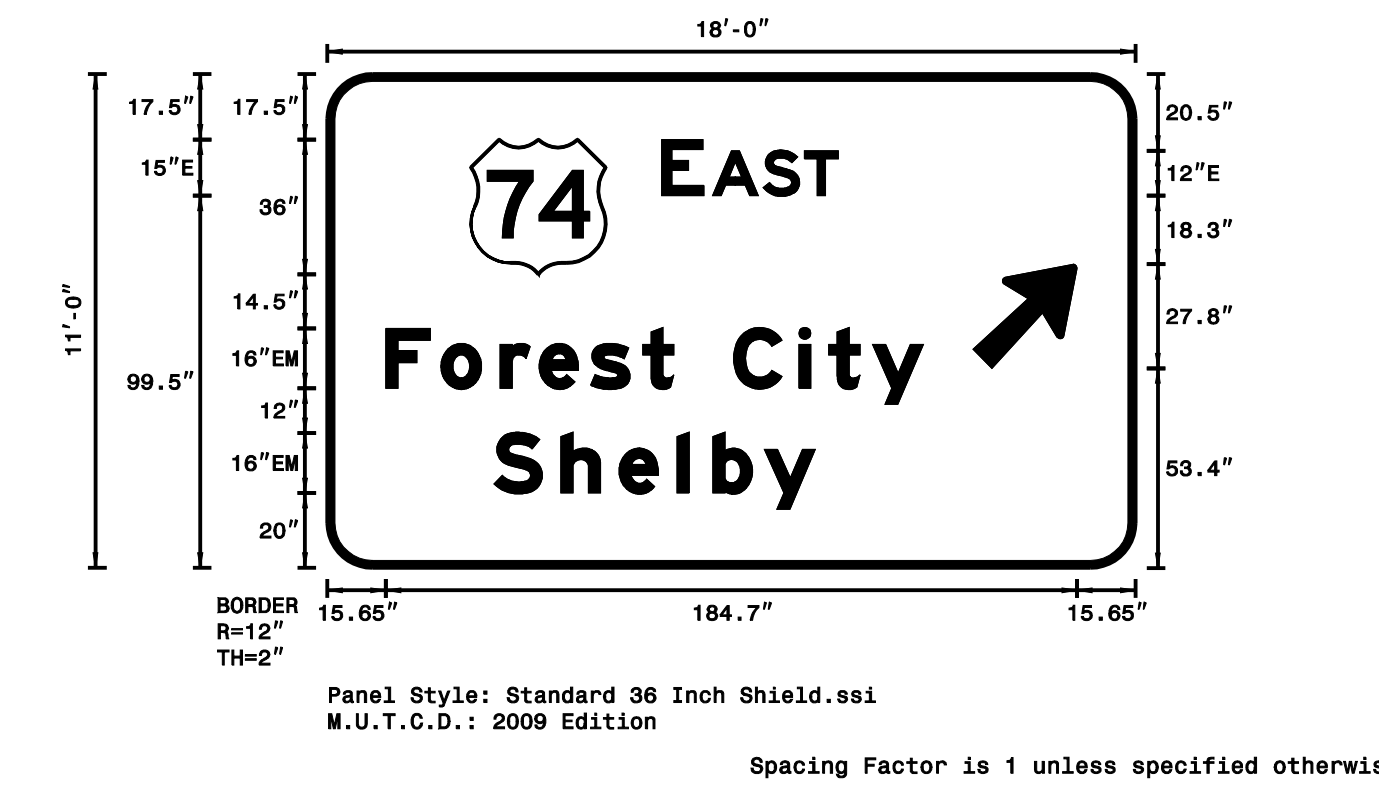 18'-0"
17.5" 17.5" 20.5"
15"E 12"E
74 EAST
36" 18.3"
11'-0"
14.5" 27.8"
16"EM Forest City
99.5"
12"
16"EM Shelby 53.4"
20"
BORDER 15.65" 184.7" 15.65"
R=12"
TH=2"
Panel Style: Standard 36 Inch Shield.ssi
M.U.T.C.D.: 2009 Edition
Spacing Factor is 1 unless specified otherwis